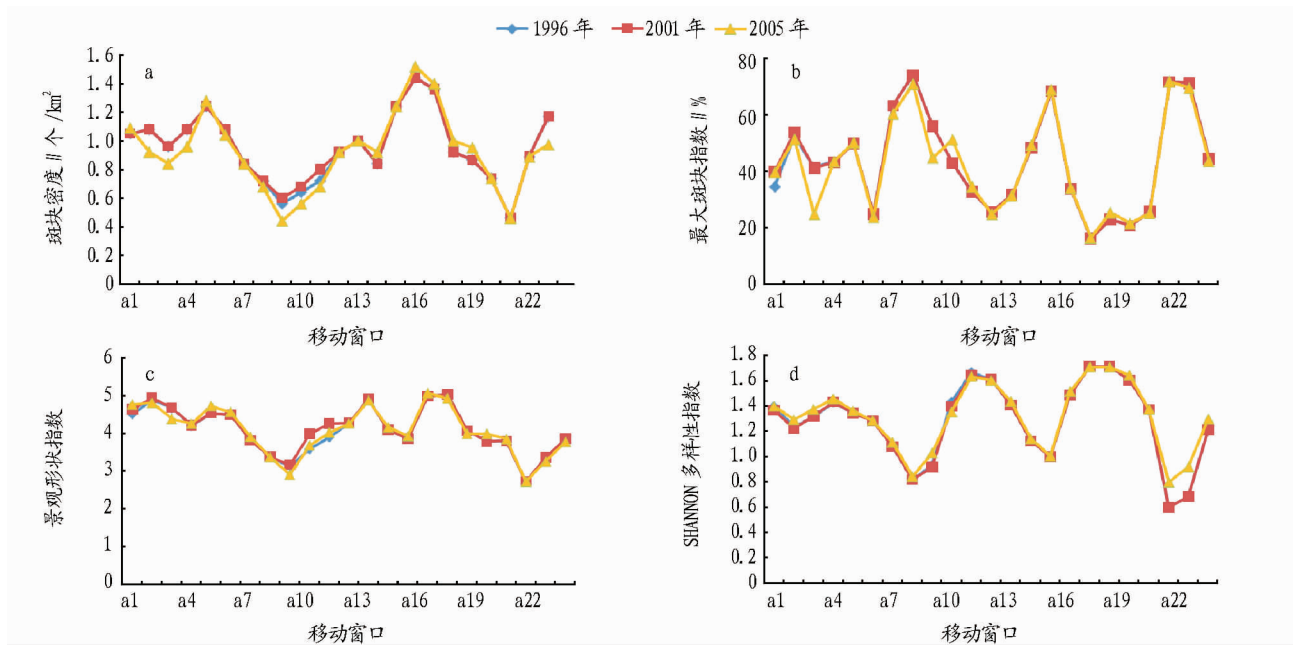 1996 年 2001 年 2005 年
a
斑块密度 ∥ 个 /km²
1.6
1.4
1.2
1.0
0.8
0.6
0.4
0.2
0
a1 a4 a7 a10 a13 a16 a19 a22
移动窗口
b
最大斑块指数 ∥ %
80
60
40
20
0
a1 a4 a7 a10 a13 a16 a19 a22
移动窗口
c
景观形状指数
6
5
4
3
2
1
0
a1 a4 a7 a10 a13 a16 a19 a22
移动窗口
d
SHANNON 多样性指数
1.8
1.6
1.4
1.2
1.0
0.8
0.6
0.4
0.2
0
a1 a4 a7 a10 a13 a16 a19 a22
移动窗口